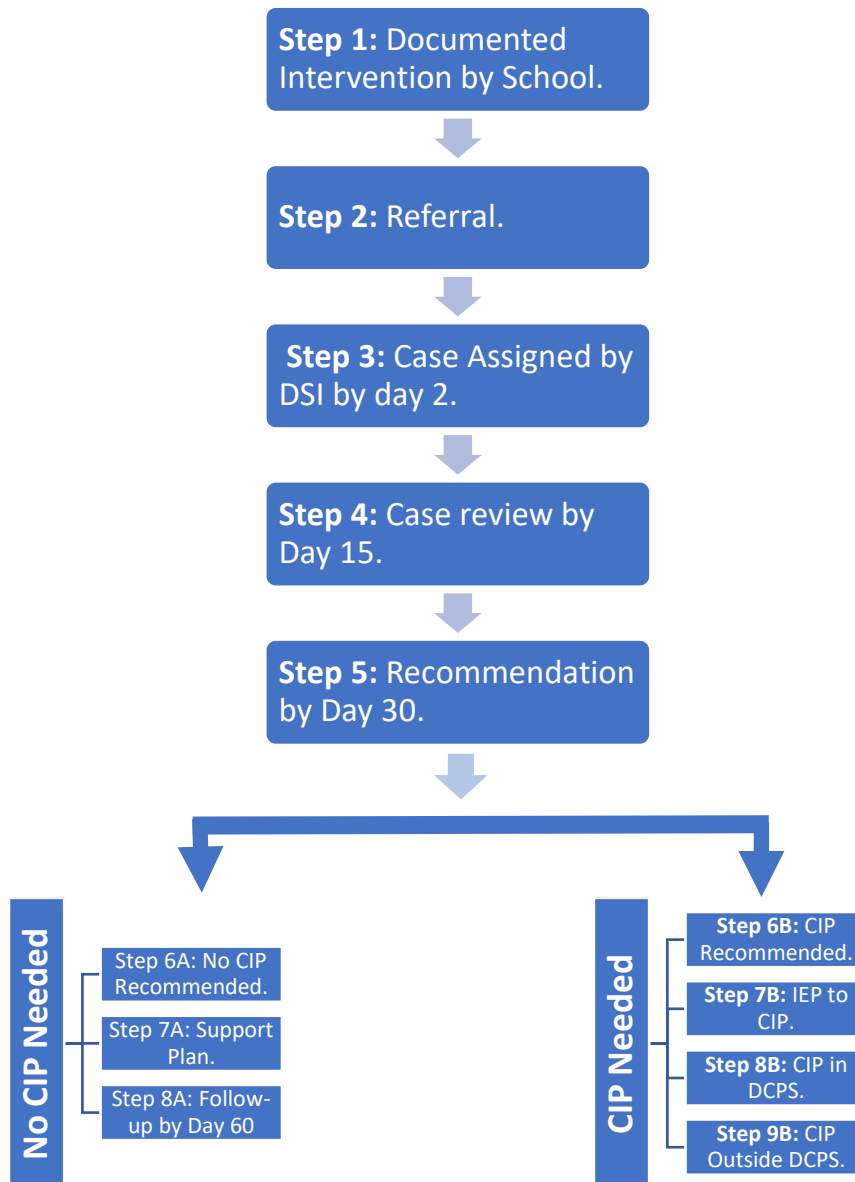 Step 1: Documented
Intervention by School.
Step 2: Referral.
Step 3: Case Assigned by
DSI by day 2.
Step 4: Case review by
Day 15.
Step 5: Recommendation
by Day 30.
No CIP Needed
Step 6A: No CIP
Recommended.
Step 7A: Support
Plan.
Step 8A: Follow-
up by Day 60
CIP Needed
Step 6B: CIP
Recommended.
Step 7B: IEP to
CIP.
Step 8B: CIP in
DCPS.
Step 9B: CIP
Outside DCPS.